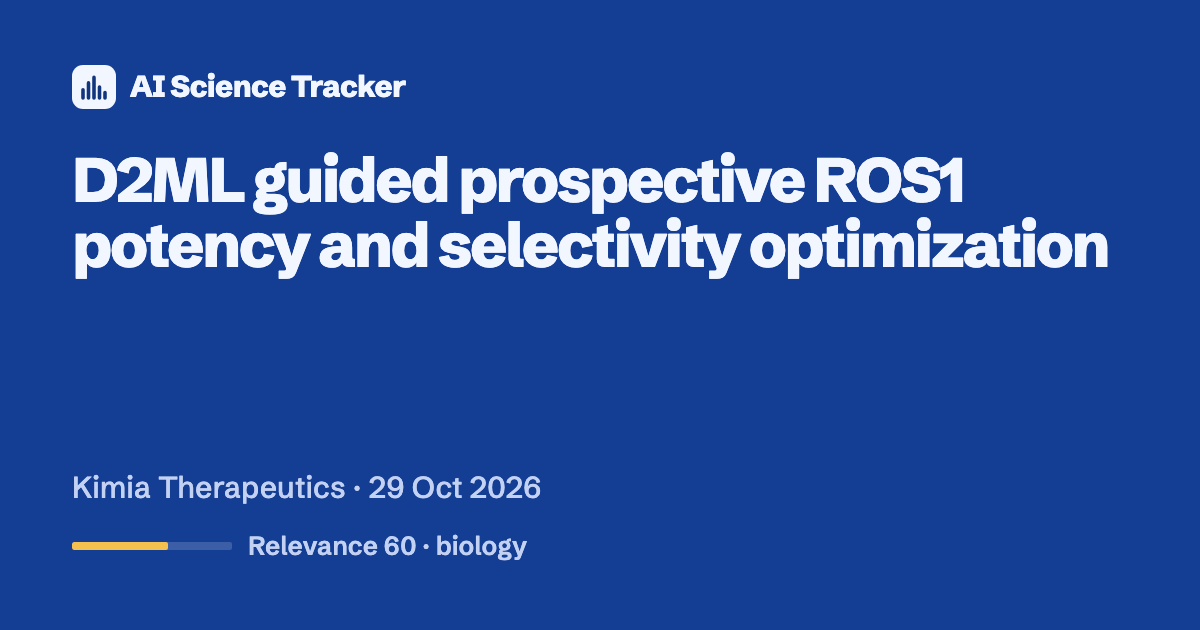 AI Science Tracker
D2ML guided prospective ROS1
potency and selectivity optimization
Kimia Therapeutics · 29 Oct 2026
Relevance 60 · biology